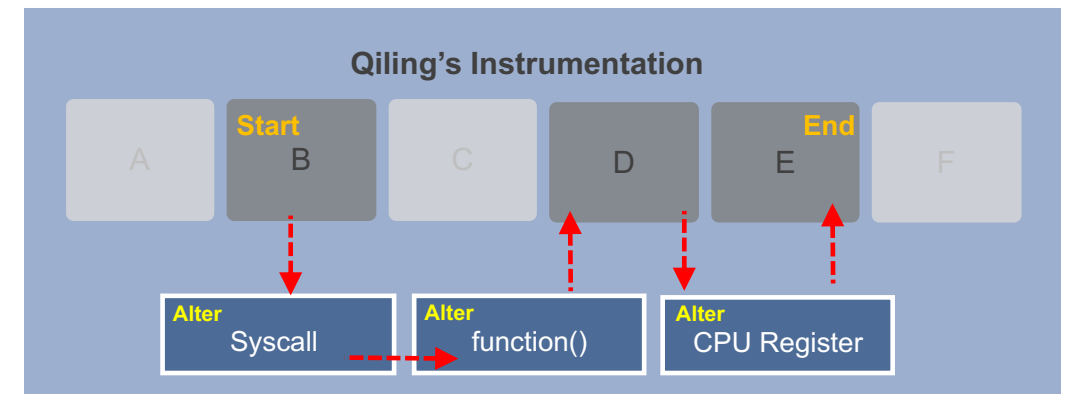 Qiling’s Instrumentation
A
Start
B
C
D
End
E
F
Alter
Syscall
Alter
function()
Alter
CPU Register